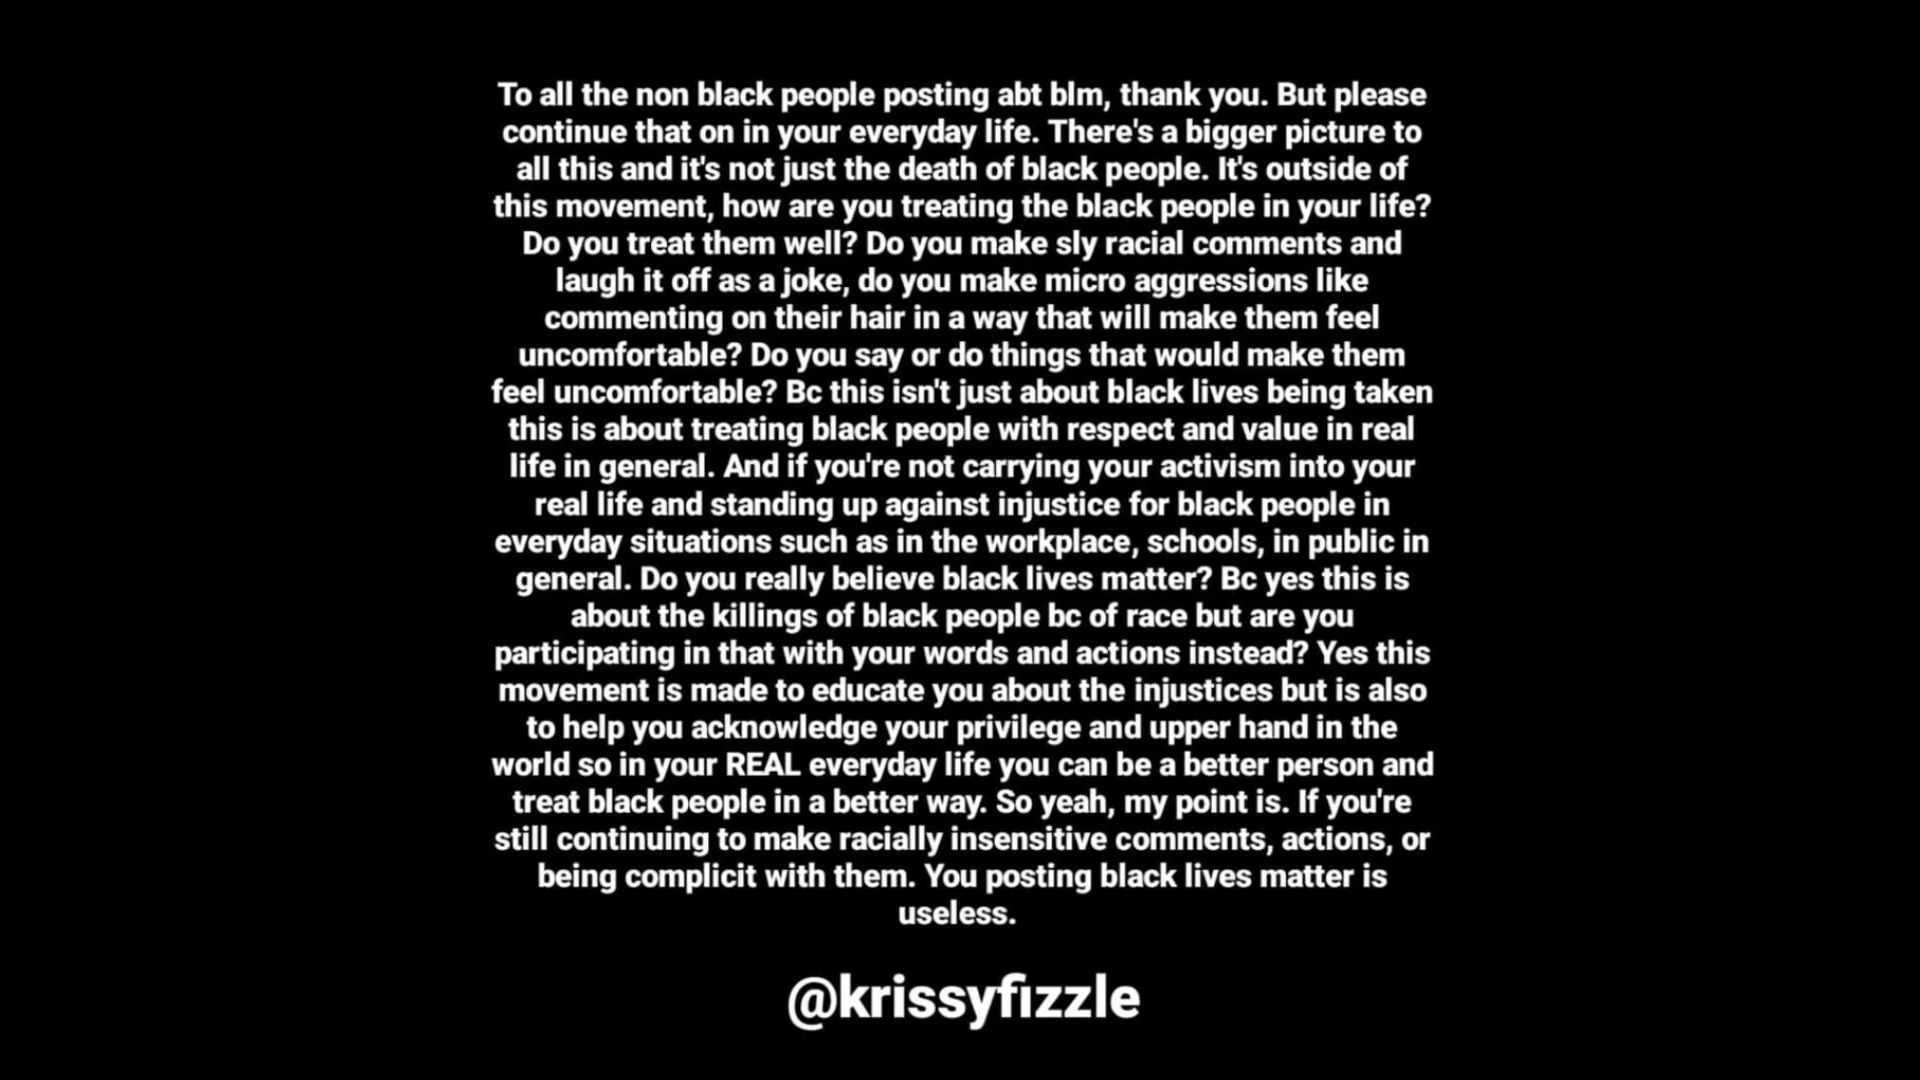 To all the non black people posting abt blm, thank you. But please
continue that on in your everyday life. There's a bigger picture to
all this and it's not just the death of black people. It's outside of
this movement, how are you treating the black people in your life?
Do you treat them well? Do you make sly racial comments and
laugh it off as a joke, do you make micro aggressions like
commenting on their hair in a way that will make them feel
uncomfortable? Do you say or do things that would make them
feel uncomfortable? Bc this isn't just about black lives being taken
this is about treating black people with respect and value in real
life in general. And if you're not carrying your activism into your
real life and standing up against injustice for black people in
everyday situations such as in the workplace, schools, in public in
general. Do you really believe black lives matter? Bc yes this is
about the killings of black people bc of race but are you
participating in that with your words and actions instead? Yes this
movement is made to educate you about the injustices but is also
to help you acknowledge your privilege and upper hand in the
world so in your REAL everyday life you can be a better person and
treat black people in a better way. So yeah, my point is. If you're
still continuing to make racially insensitive comments, actions, or
being complicit with them. You posting black lives matter is
useless.
@krissyfizzle